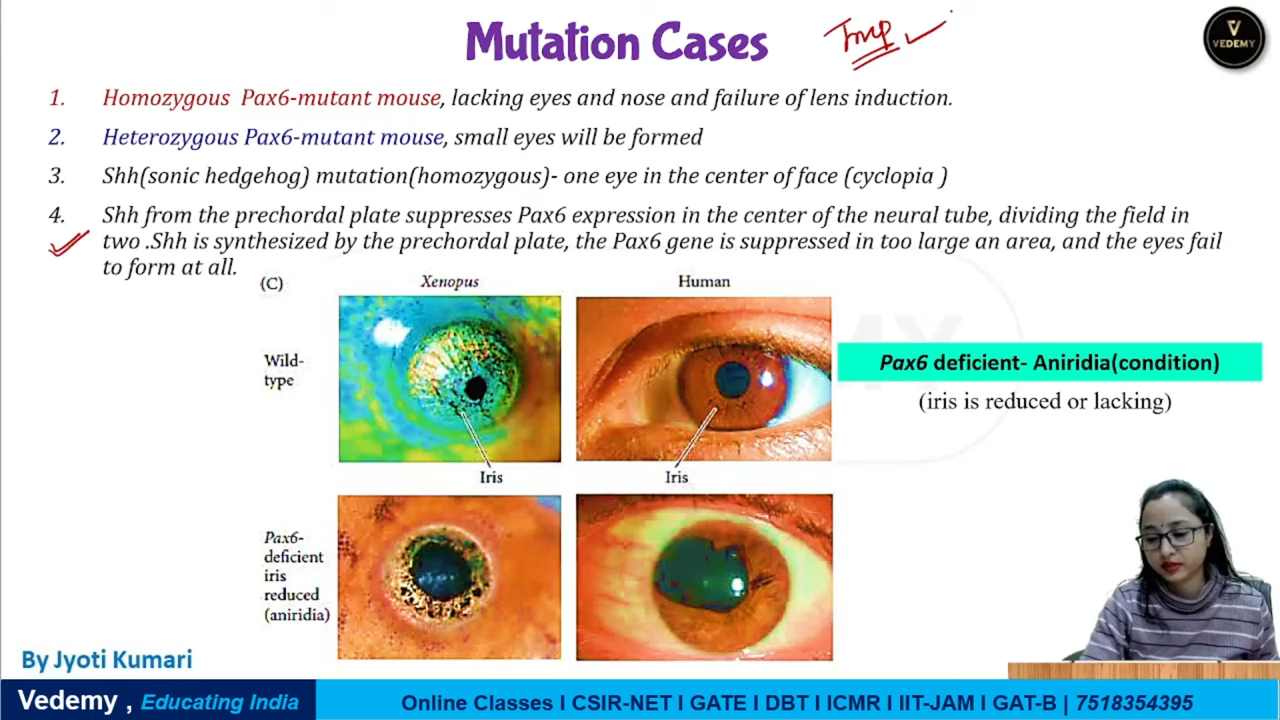 Mutation Cases Imp
V
VEDEMY
1. Homozygous Pax6-mutant mouse, lacking eyes and nose and failure of lens induction.
2. Heterozygous Pax6-mutant mouse, small eyes will be formed
3. Shh(sonic hedgehog) mutation(homozygous)- one eye in the center of face (cyclopia )
4. Shh from the prechordal plate suppresses Pax6 expression in the center of the neural tube, dividing the field in
two .Shh is synthesized by the prechordal plate, the Pax6 gene is suppressed in too large an area, and the eyes fail
to form at all.
(C)
Xenopus
Human
Wild-
type
Iris
Iris
Pax6-
deficient
iris
reduced
(aniridia)
Pax6 deficient- Aniridia(condition)
(iris is reduced or lacking)
By Jyoti Kumari
Vedemy , Educating India
Online Classes I CSIR-NET I GATE I DBT I ICMR I IIT-JAM I GAT-B | 7518354395